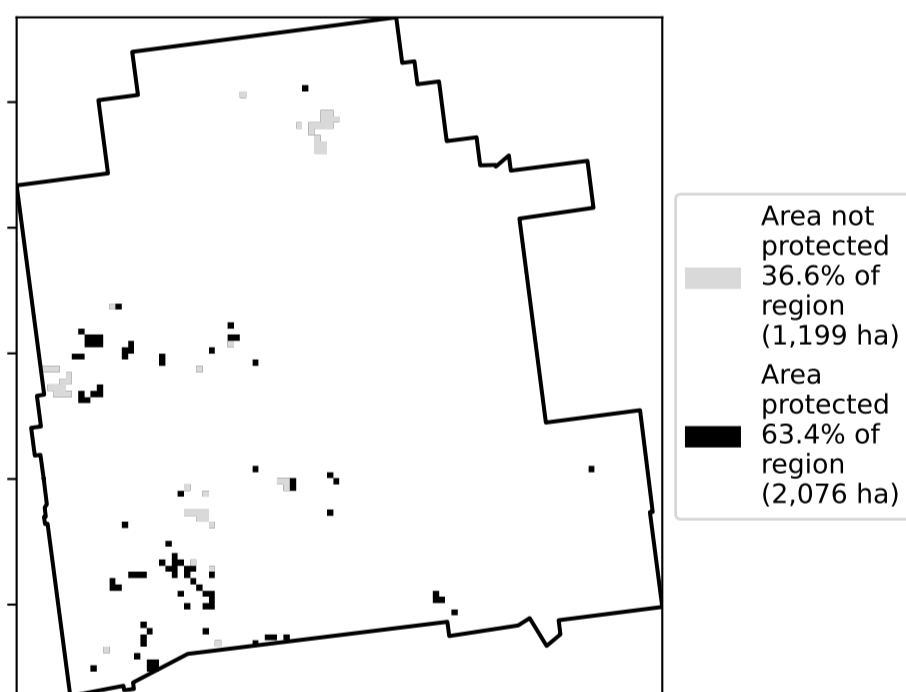 Area not
protected
36.6% of
region
(1,199 ha)
Area
protected
63.4% of
region
(2,076 ha)